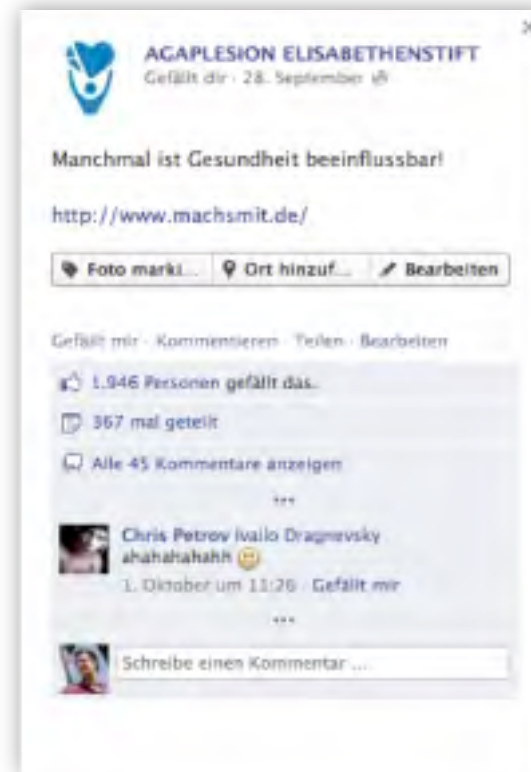 AGAPLESION ELISABETHENSTIFT
Gefällt dir · 28. September
Manchmal ist Gesundheit beeinflussbar!
http://www.machsmit.de/
Foto marki... Ort hinzuf... Bearbeiten
Gefällt mir · Kommentieren · Teilen · Bearbeiten
1.946 Personen gefällt das.
367 mal geteilt
Alle 45 Kommentare anzeigen
...
Chris Petrov Ivailo Dragnevsky
ahahahahahh
1. Oktober um 11:26 · Gefällt mir
...
Schreibe einen Kommentar ...